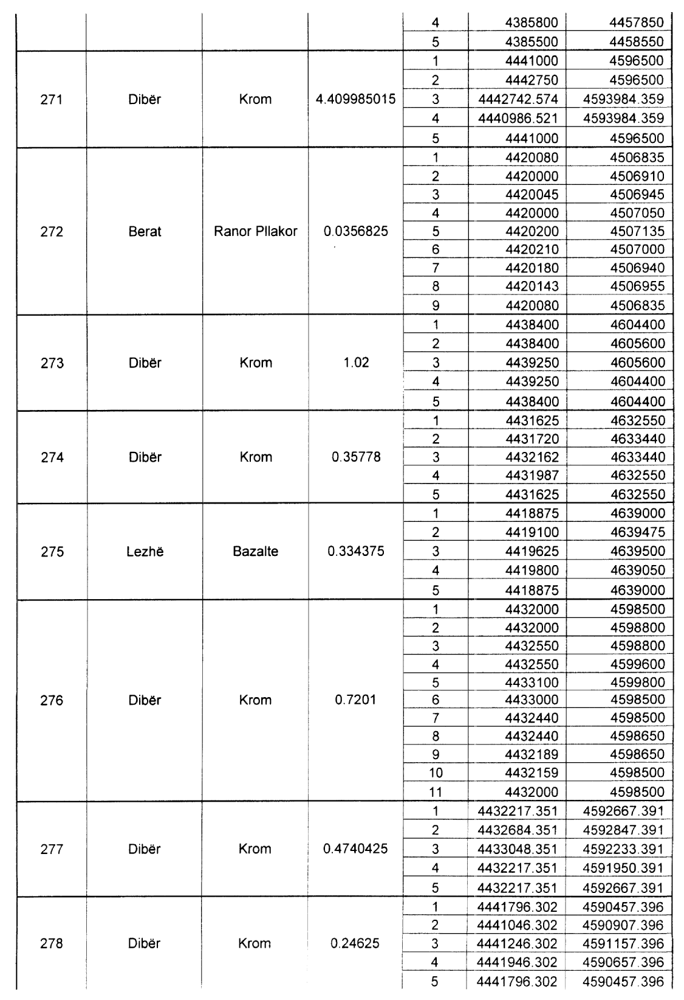 4 4385800 4457850
5 4385500 4458550
1 4441000 4596500
2 4442750 4596500
271 Dibër Krom 4.409985015 3 4442742.574 4593984.359
4 4440986.521 4593984.359
5 4441000 4596500
1 4420080 4506835
2 4420000 4506910
3 4420045 4506945
4 4420000 4507050
272 Berat Ranor Pllakor 0.0356825 5 4420200 4507135
6 4420210 4507000
7 4420180 4506940
8 4420143 4506955
9 4420080 4506835
1 4438400 4604400
2 4438400 4605600
273 Dibër Krom 1.02 3 4439250 4605600
4 4439250 4604400
5 4438400 4604400
1 4431625 4632550
2 4431720 4633440
274 Dibër Krom 0.35778 3 4432162 4633440
4 4431987 4632550
5 4431625 4632550
1 4418875 4639000
2 4419100 4639475
275 Lezhë Bazalte 0.334375 3 4419625 4639500
4 4419800 4639050
5 4418875 4639000
1 4432000 4598500
2 4432000 4598800
3 4432550 4598800
4 4432550 4599600
5 4433100 4599800
276 Dibër Krom 0.7201 6 4433000 4598500
7 4432440 4598500
8 4432440 4598650
9 4432189 4598650
10 4432159 4598500
11 4432000 4598500
1 4432217.351 4592667.391
2 4432684.351 4592847.391
277 Dibër Krom 0.4740425 3 4433048.351 4592233.391
4 4432217.351 4591950.391
5 4432217.351 4592667.391
1 4441796.302 4590457.396
2 4441046.302 4590907.396
278 Dibër Krom 0.24625 3 4441246.302 4591157.396
4 4441946.302 4590657.396
5 4441796.302 4590457.396